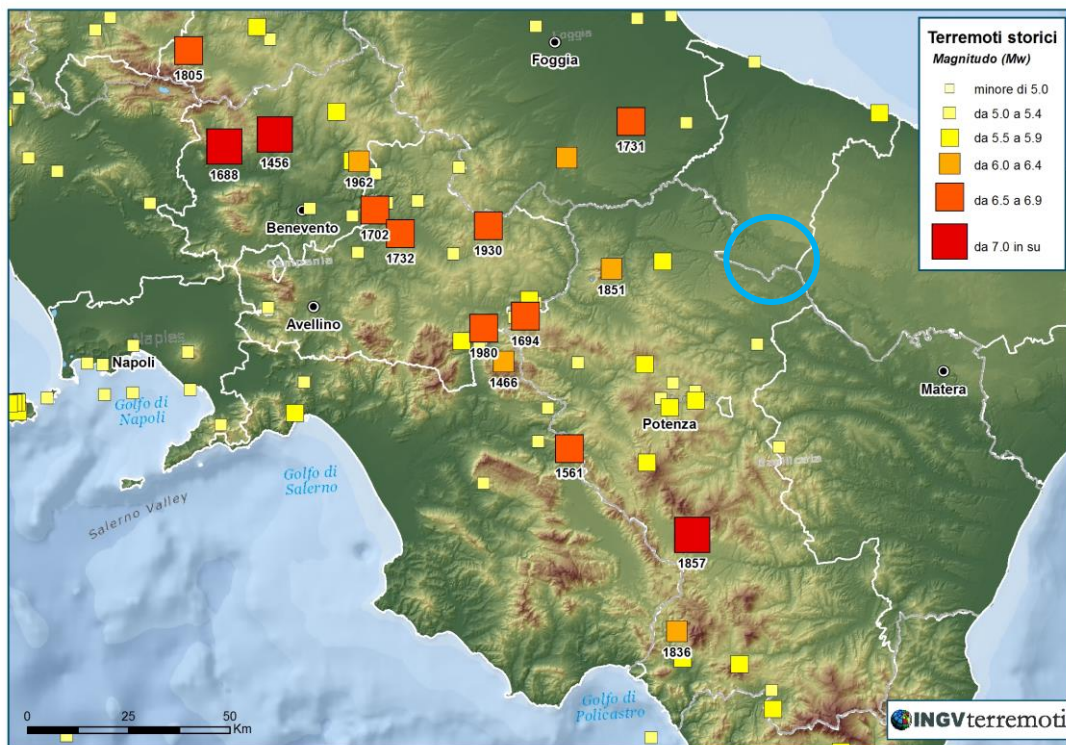 Terremoti storici
Magnitudo (Mw)
minore di 5.0
da 5.0 a 5.4
da 5.5 a 5.9
da 6.0 a 6.4
da 6.5 a 6.9
da 7.0 in su
Foggia
Foggia
1805
1731
1688
1456
1962
Benevento
1702
1732
1930
Campania
1851
Avellino
1694
1980
Naples
Napoli
1466
Matera
Golfo di
Napoli
Potenza
Basilicata
1561
Golfo di
Salerno
Salerno Valley
1857
1836
Golfo di
Policastro
0 25 50
Km
INGVterremoti